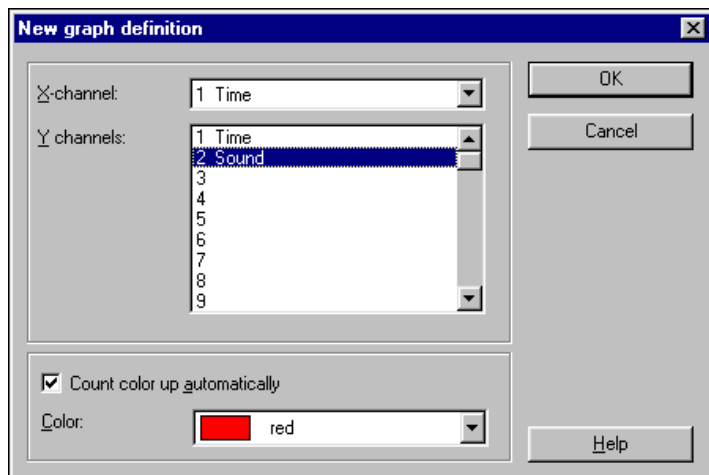 New graph definition
X-channel:
1 Time
OK
Y channels:
1 Time
2 Sound
3
4
5
6
7
8
9
Cancel
Count color up automatically
Color:
red
Help